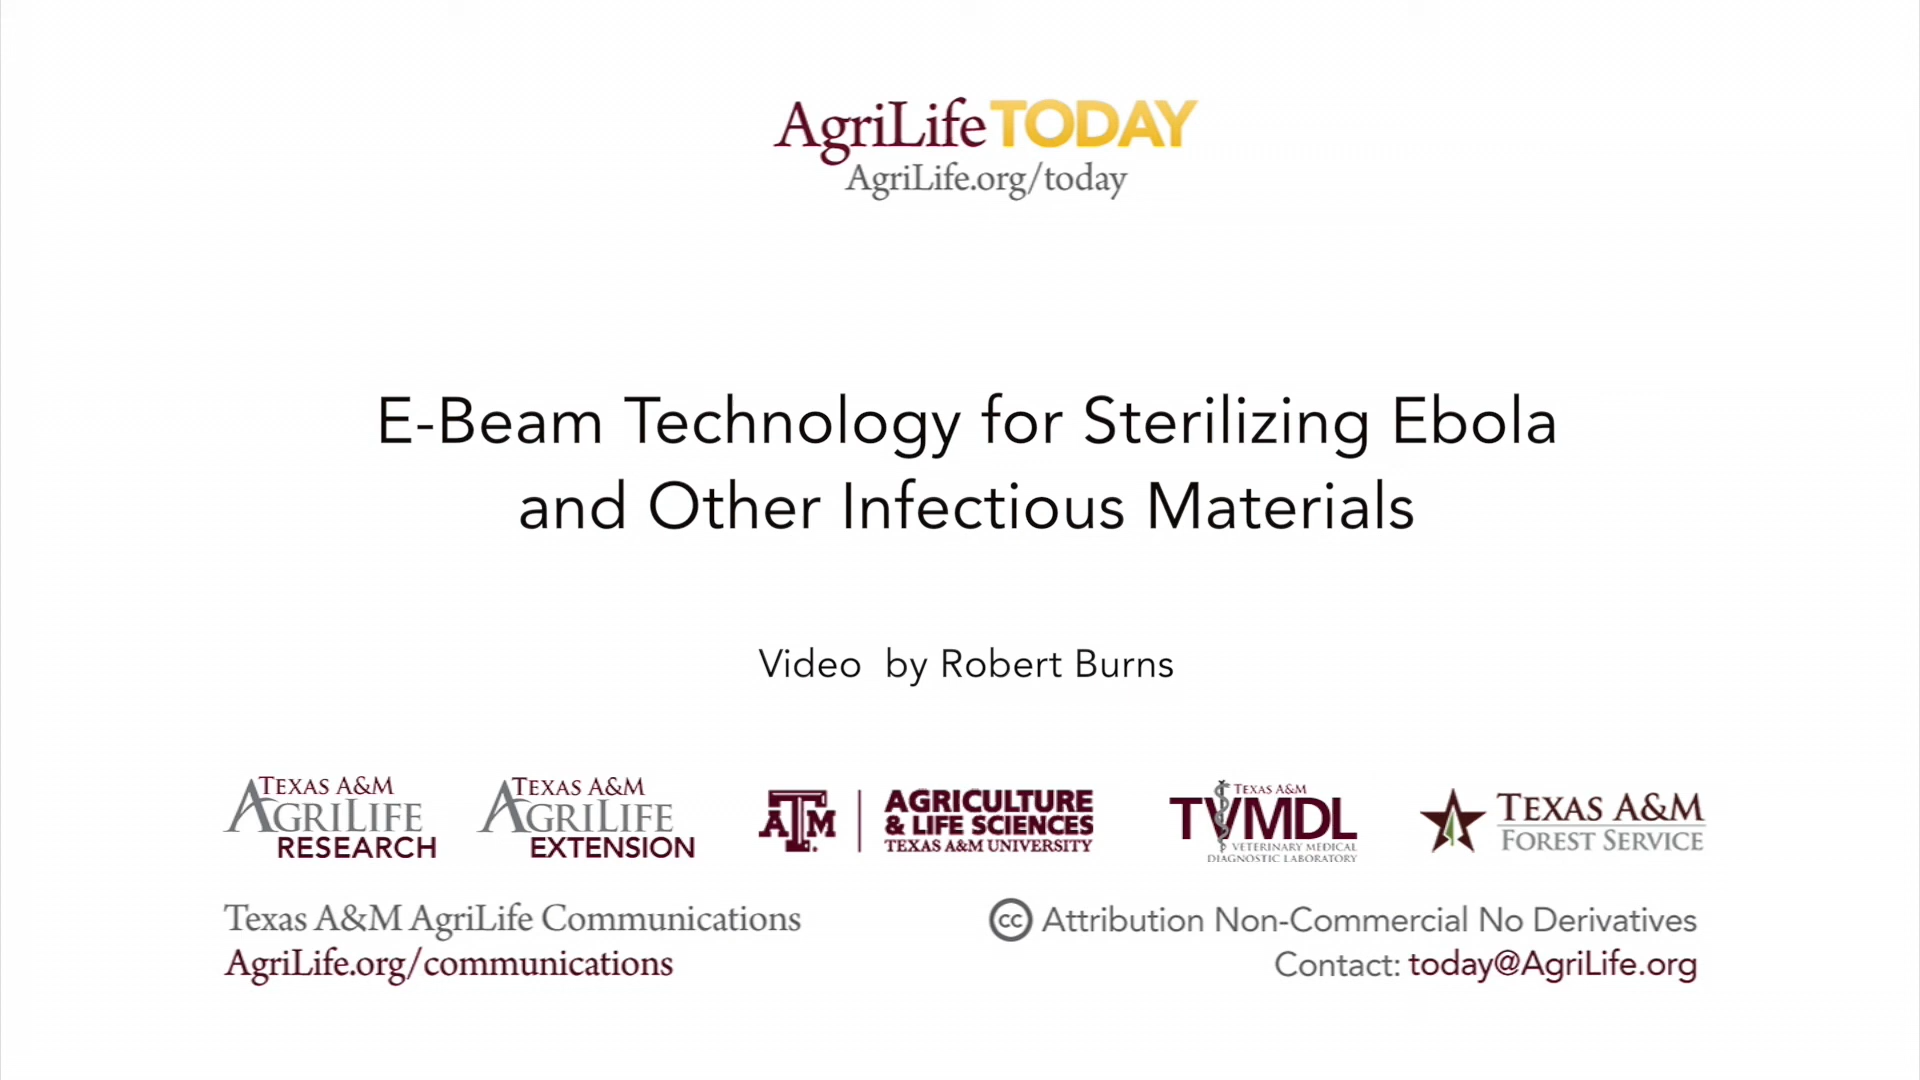 AgriLife TODAY
AgriLife.org/today
E-Beam Technology for Sterilizing Ebola
and Other Infectious Materials
Video by Robert Burns
TEXAS A&M
AGRILIFE
RESEARCH
TEXAS A&M
AGRILIFE
EXTENSION
ATM
AGRICULTURE
& LIFE SCIENCES
TEXAS A&M UNIVERSITY
TEXAS A&M
TVMDL
VETERINARY MEDICAL
DIAGNOSTIC LABORATORY
TEXAS A&M
FOREST SERVICE
Texas A&M AgriLife Communications
AgriLife.org/communications
cc Attribution Non-Commercial No Derivatives
Contact: today@AgriLife.org